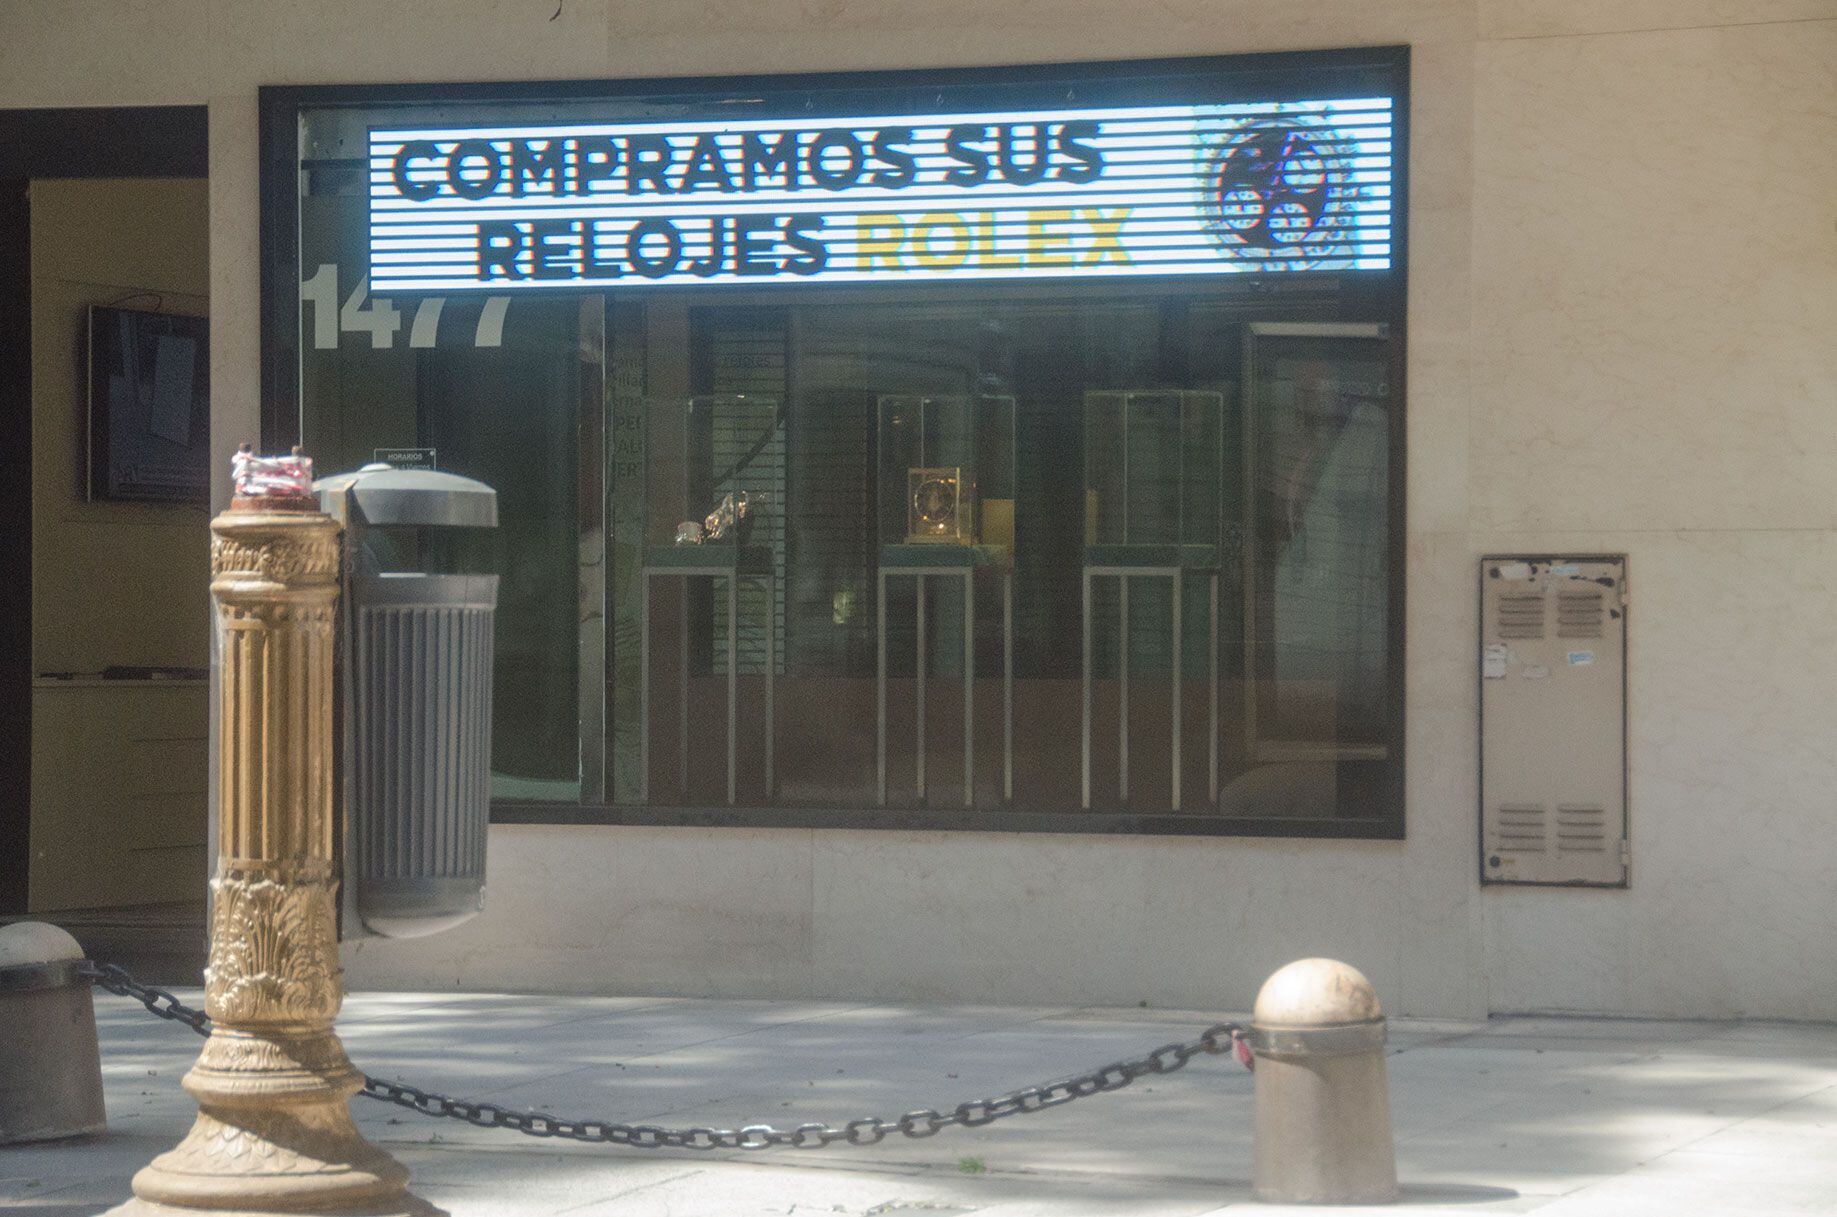 COMPRAMOS SUS
RELOJES ROLEX
1477
HORARIOS